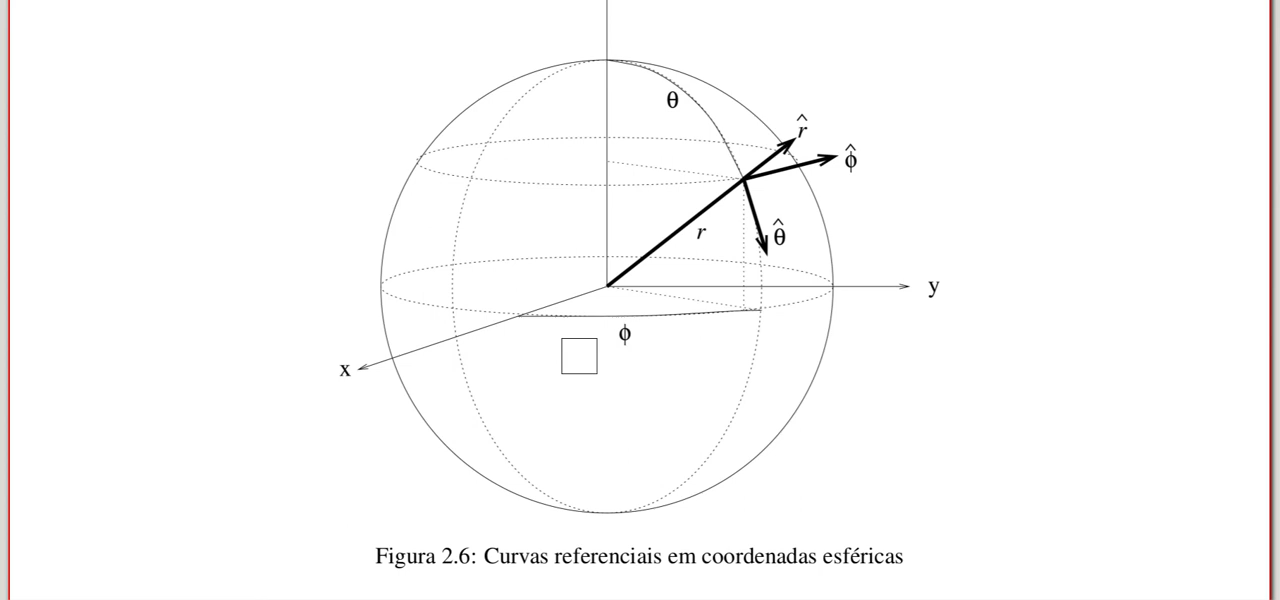 θ
r̂
ϕ̂
θ̂
r
y
ϕ
x
Figura 2.6: Curvas referenciais em coordenadas esféricas